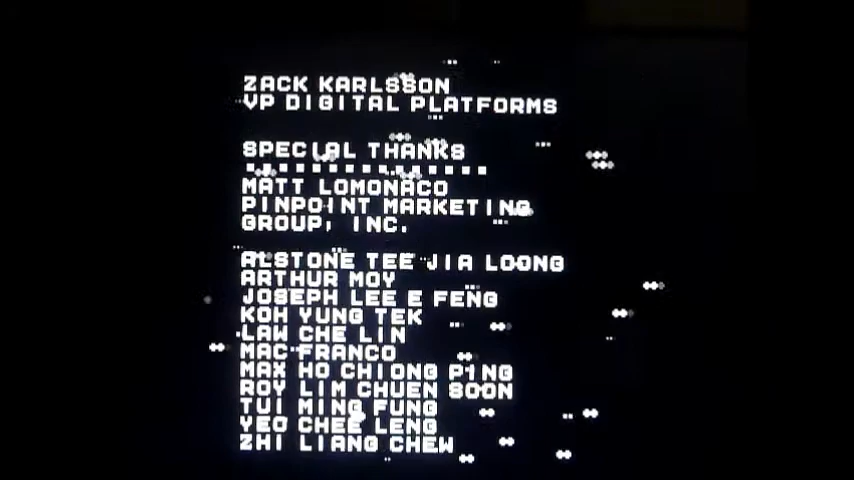 ZACK KARLSSON
VP DIGITAL PLATFORMS
SPECIAL THANKS
MATT LOMONACO
PINPOINT MARKETING
GROUP, INC.
ALSTONE TEE JIA LOONG
ARTHUR MOY
JOSEPH LEE E FENG
KOH YUNG TEK
LAW CHE LIN
MAC FRANCO
MAX HO CHIONG PING
ROY LIM CHUEN SOON
TUI MING FUNG
YEO CHEE LENG
ZHI LIANG CHEW